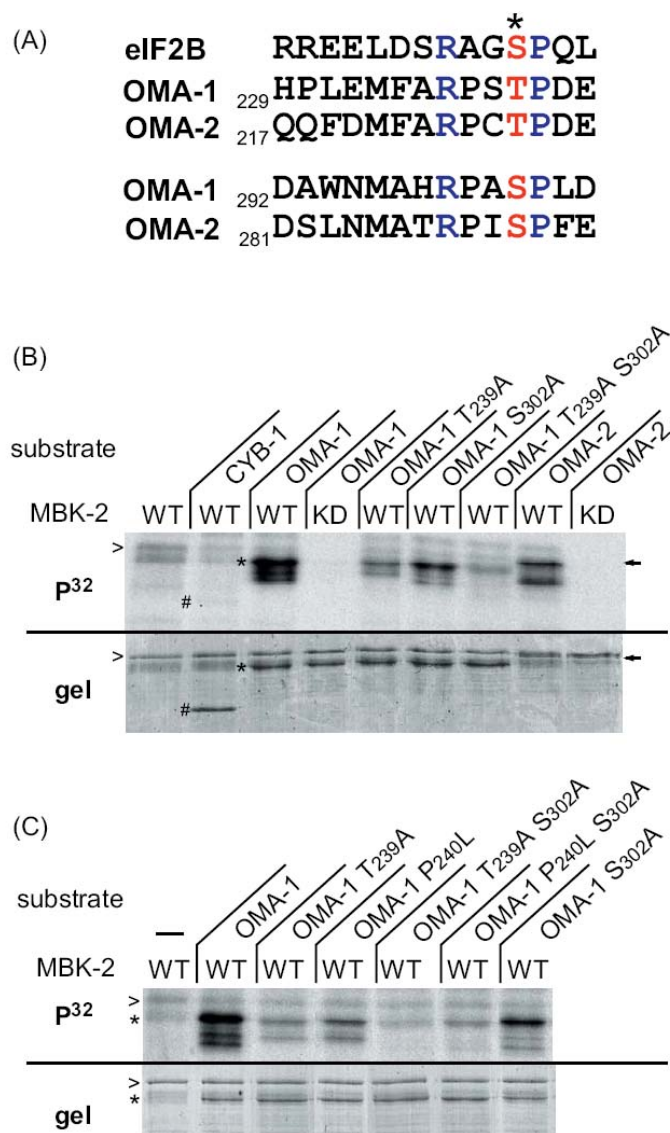 (A)
*
eIF2B RREELDSRAGSPQL
OMA-1 229 HPLEMFARPSTPDE
OMA-2 217 QQFDMFARPCTPDE
OMA-1 292 DAWNMAHRPASPLD
OMA-2 281 DSLNMATRPISPFE
(B)
substrate CYB-1 OMA-1 OMA-1 OMA-1 T239A OMA-1 S302A OMA-1 T239A S302A OMA-2 OMA-2
MBK-2 WT WT WT KD WT WT WT WT KD
>
*
P32
#
>
*
gel
#
(C)
substrate — OMA-1 OMA-1 T239A OMA-1 P240L OMA-1 T239A S302A OMA-1 P240L S302A OMA-1 S302A
MBK-2 WT WT WT WT WT WT WT
>
P32
*
>
*
gel